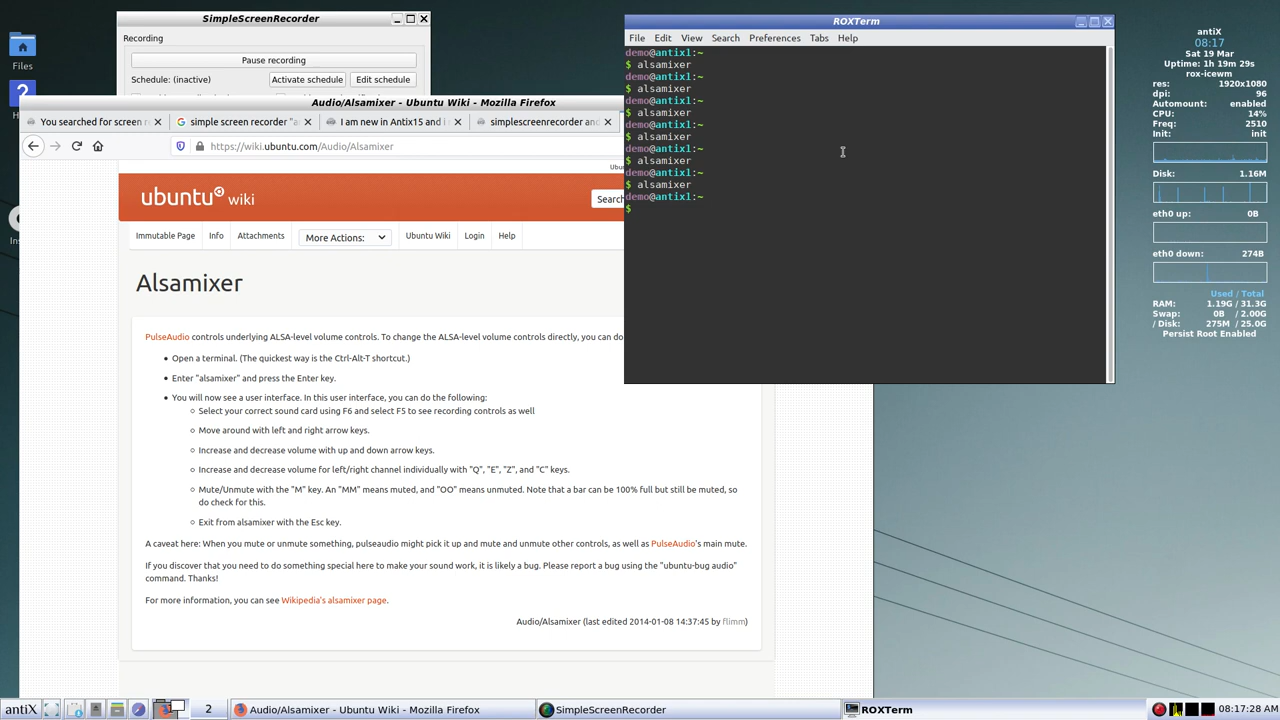 SimpleScreenRecorder
Recording
Pause recording
Schedule: (inactive)
Activate schedule
Edit schedule
Files
Audio/Alsamixer - Ubuntu Wiki - Mozilla Firefox
You searched for screen r
simple screen recorder "a
I am new in Antix15 and i
simplescreenrecorder and
https://wiki.ubuntu.com/Audio/Alsamixer
ubuntu wiki
Search
Immutable Page
Info
Attachments
More Actions:
Ubuntu Wiki
Login
Help
Alsamixer
PulseAudio controls underlying ALSA-level volume controls. To change the ALSA-level volume controls directly, you can do
Open a terminal. (The quickest way is the Ctrl-Alt-T shortcut.)
Enter "alsamixer" and press the Enter key.
You will now see a user interface. In this user interface, you can do the following:
Select your correct sound card using F6 and select F5 to see recording controls as well
Move around with left and right arrow keys.
Increase and decrease volume with up and down arrow keys.
Increase and decrease volume for left/right channel individually with "Q", "E", "Z", and "C" keys.
Mute/Unmute with the "M" key. An "MM" means muted, and "OO" means unmuted. Note that a bar can be 100% full but still be muted, so
do check for this.
Exit from alsamixer with the Esc key.
A caveat here: When you mute or unmute something, pulseaudio might pick it up and mute and unmute other controls, as well as PulseAudio's main mute.
If you discover that you need to do something special here to make your sound work, it is likely a bug. Please report a bug using the "ubuntu-bug audio"
command. Thanks!
For more information, you can see Wikipedia's alsamixer page.
Audio/Alsamixer (last edited 2014-01-08 14:37:45 by flimm)
ROXTerm
File Edit View Search Preferences Tabs Help
demo@antix1:~
$ alsamixer
demo@antix1:~
$ alsamixer
demo@antix1:~
$ alsamixer
demo@antix1:~
$ alsamixer
demo@antix1:~
$ alsamixer
demo@antix1:~
$ alsamixer
demo@antix1:~
$
antiX
08:17
Sat 19 Mar
Uptime: 1h 19m 29s
rox-icewm
res: 1920x1080
dpi: 96
Automount: enabled
CPU: 14%
Freq: 2510
Init: init
Disk: 1.16M
eth0 up: 0B
eth0 down: 274B
Used / Total
RAM: 1.19G / 31.3G
Swap: 0B / 2.00G
/ Disk: 275M / 25.0G
Persist Root Enabled
antiX
2
Audio/Alsamixer - Ubuntu Wiki - Mozilla Firefox
SimpleScreenRecorder
ROXTerm
08:17:28 AM